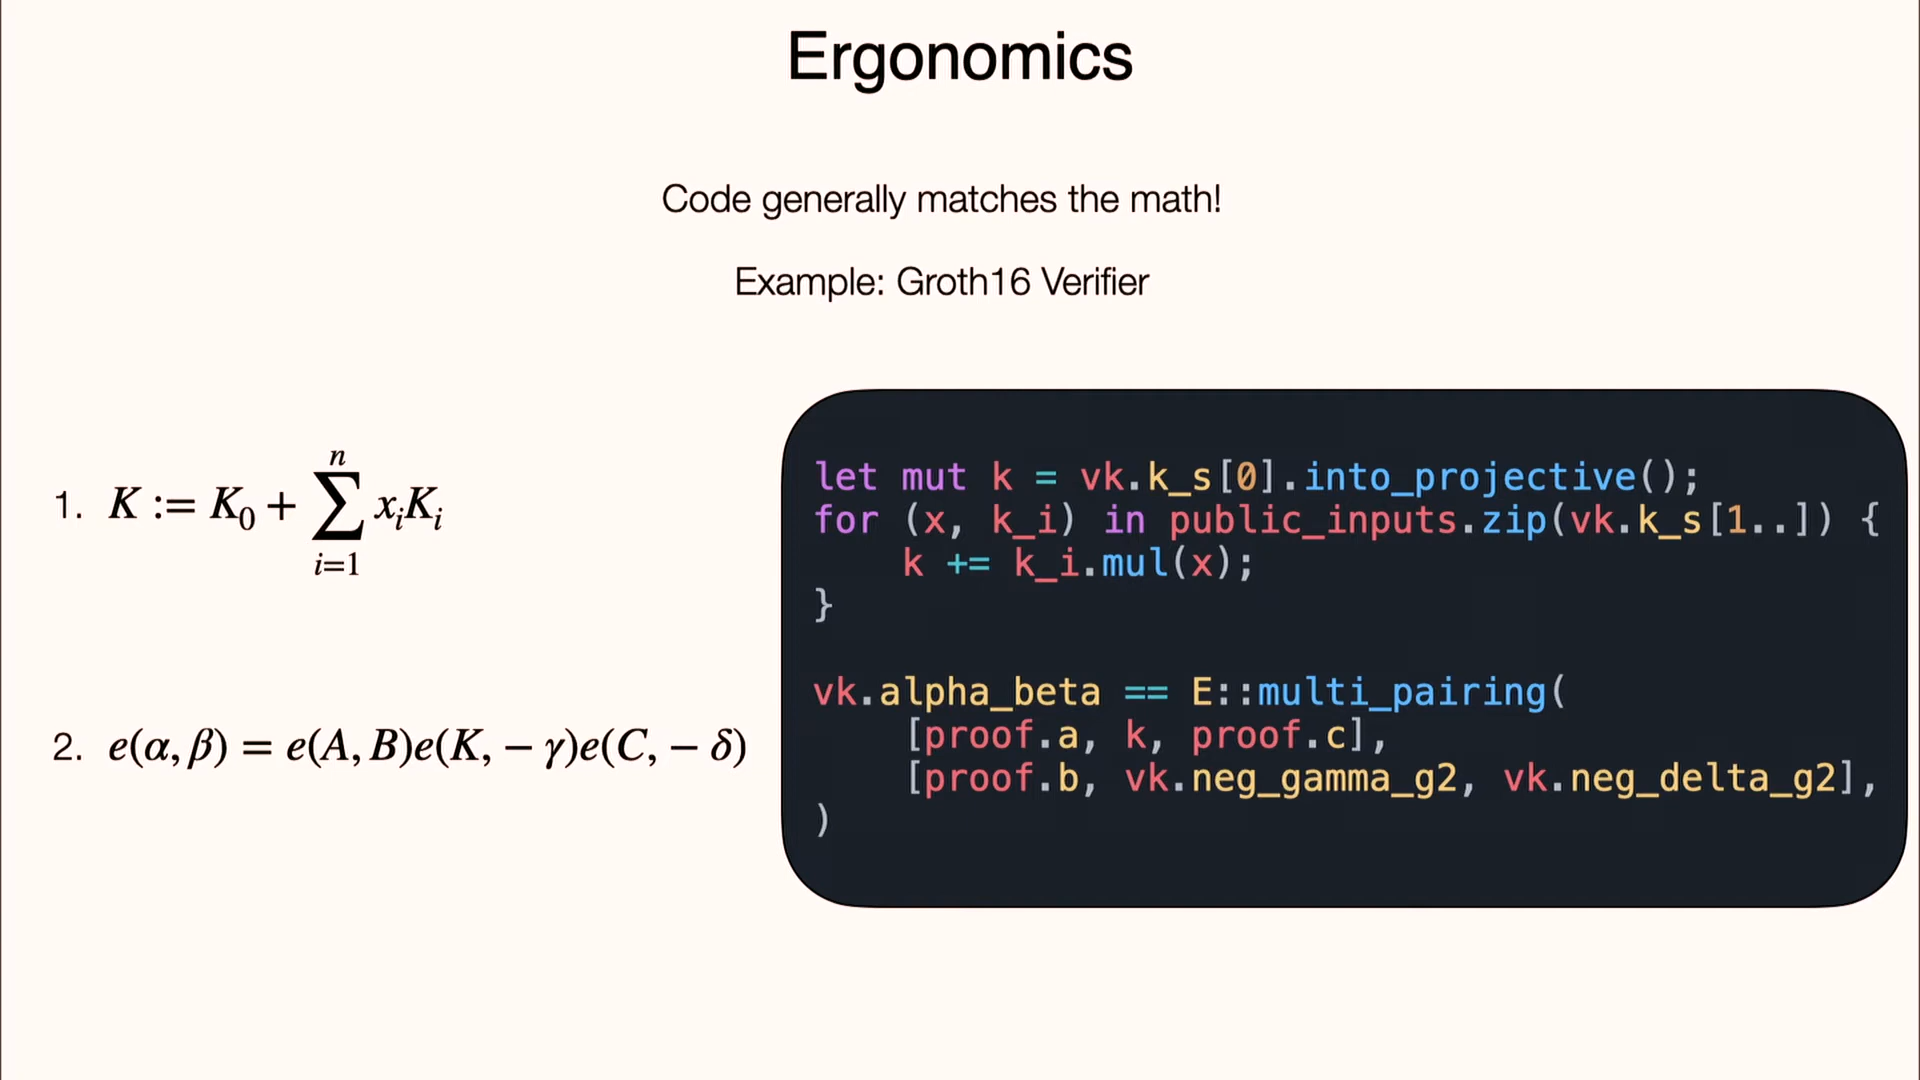 Ergonomics
Code generally matches the math!
Example: Groth16 Verifier
1. K := K₀ + ∑ᵢ₌₁ⁿ xᵢKᵢ
2. e(α, β) = e(A, B)e(K, − γ)e(C, − δ)
let mut k = vk.k_s[0].into_projective();
for (x, k_i) in public_inputs.zip(vk.k_s[1..]) {
    k += k_i.mul(x);
}
vk.alpha_beta == E::multi_pairing(
    [proof.a, k, proof.c],
    [proof.b, vk.neg_gamma_g2, vk.neg_delta_g2],
)